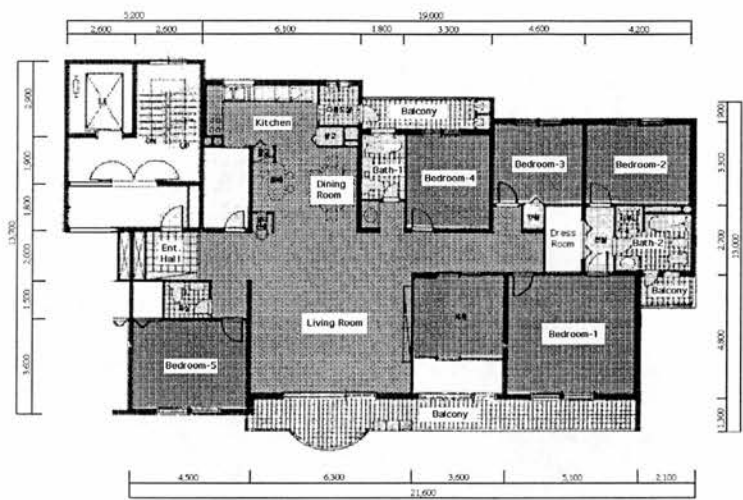 5,200
19,000
2,600
2,600
6,100
1,800
3,300
4,600
4,200
2,900
1,900
1,800
2,000
1,500
3,600
13,700
3,300
2,700
4,800
1,300
13,000
Balcony
Kitchen
Bath-1
Bedroom-4
Bedroom-3
Bedroom-2
Dining
Room
Ent.
Hall
Dress
Room
Bath-2
Balcony
Living Room
Bedroom-1
Bedroom-5
Balcony
4,500
6,300
3,600
5,100
2,100
21,600